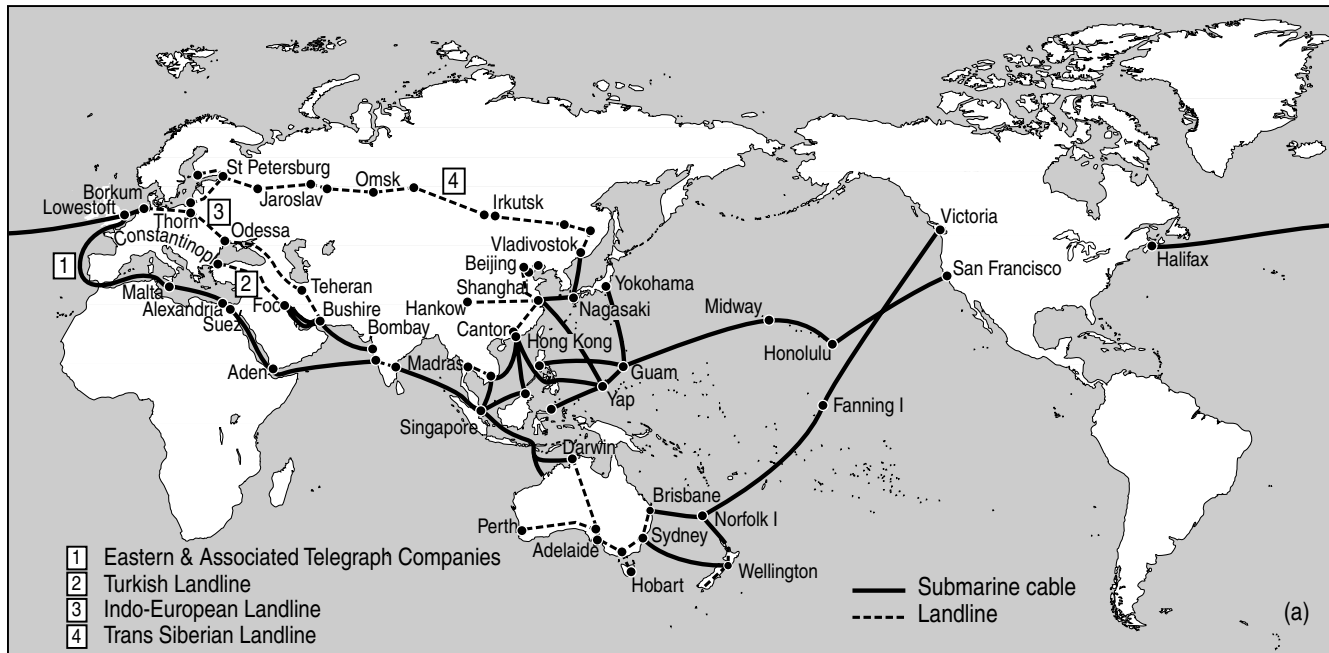 St Petersburg
Omsk
4
Borkum
Jaroslav
Irkutsk
Lowestoft
3
Thorn
Victoria
Constantinop
Odessa
Vladivostok
Halifax
1
Beijing
San Francisco
2
Teheran
Shanghai
Yokohama
Malta
Foc
Bushire
Hankow
Nagasaki
Midway
Alexandria
Suez
Bombay
Canton
Hong Kong
Honolulu
Aden
Madras
Guam
Yap
Fanning I
Singapore
Darwin
Brisbane
Norfolk I
Perth
Sydney
Adelaide
Wellington
Hobart
1 Eastern & Associated Telegraph Companies
2 Turkish Landline
3 Indo-European Landline
4 Trans Siberian Landline
Submarine cable
Landline
(a)